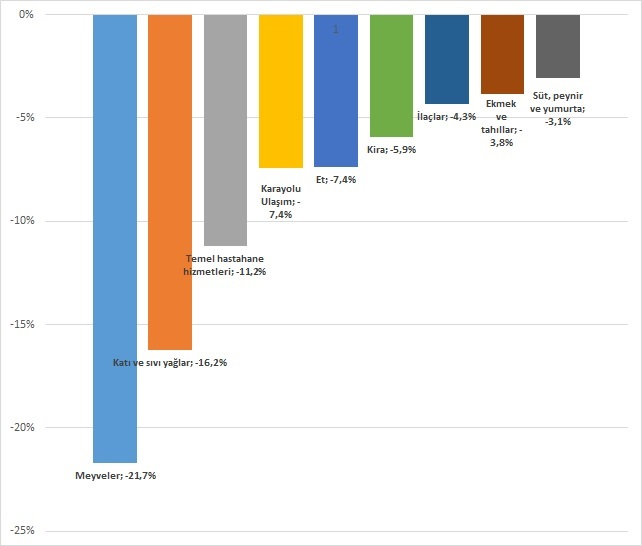 0%
1
-5%
-10%
-15%
-20%
-25%
Meyveler; -21,7%
Katı ve sıvı yağlar; -16,2%
Temel hastahane
hizmetleri; -11,2%
Karayolu
Ulaşım; -
7,4%
Et; -7,4%
Kira; -5,9%
İlaçlar; -4,3%
Ekmek
ve
tahıllar; -
3,8%
Süt, peynir
ve yumurta;
-3,1%